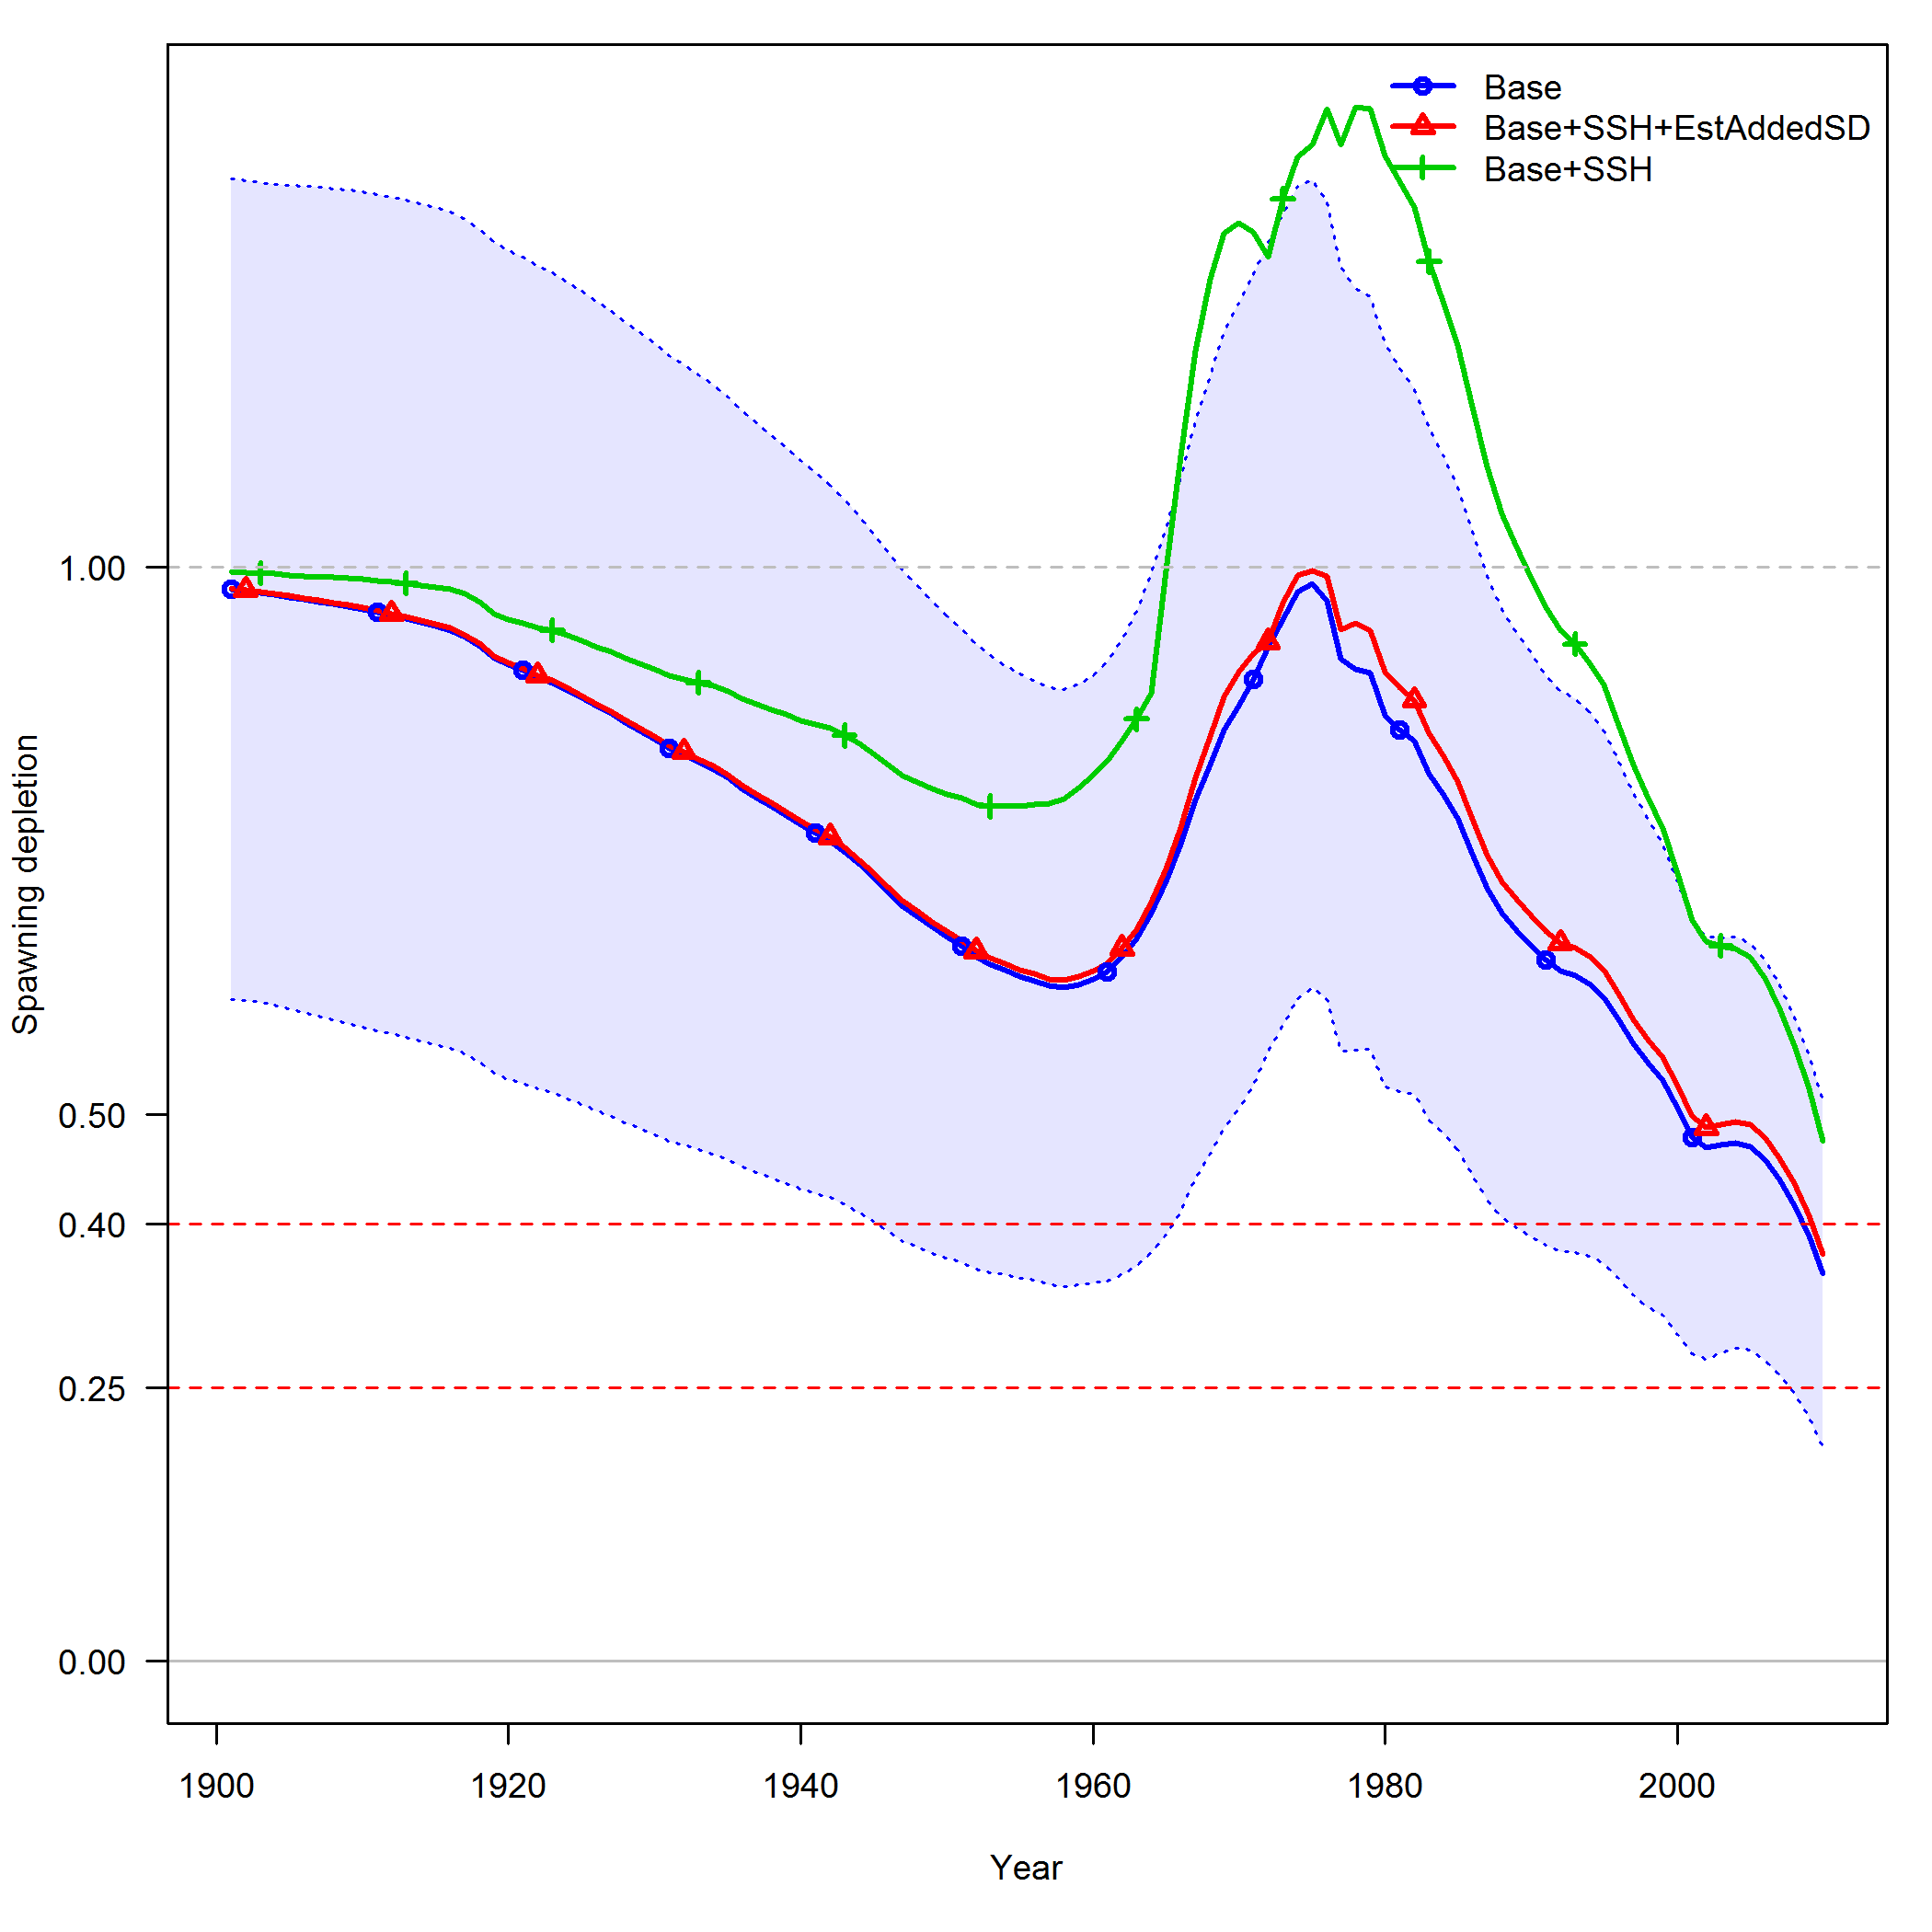 Base
Base+SSH+EstAddedSD
Base+SSH
Spawning depletion
1.00
0.50
0.40
0.25
0.00
1900 1920 1940 1960 1980 2000
Year